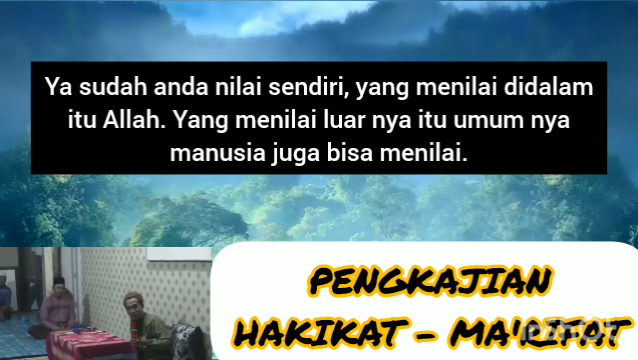 Ya sudah anda nilai sendiri, yang menilai didalam
itu Allah. Yang menilai luar nya itu umum nya
manusia juga bisa menilai.
PENGKAJIAN
HAKIKAT - MA'RIFAT